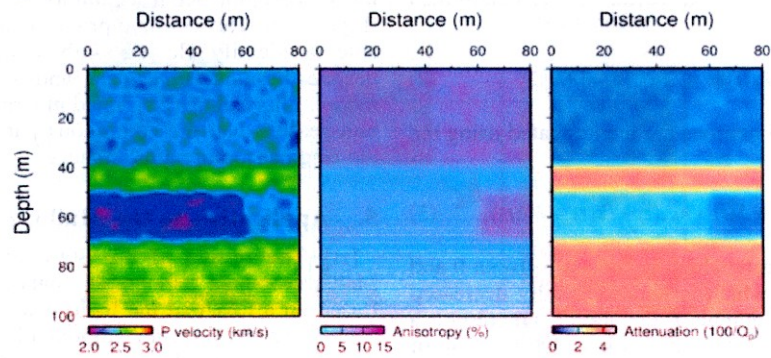 Distance (m) Distance (m) Distance (m)
0 20 40 60 80 0 20 40 60 80 0 20 40 60 80
0
20
40
60
80
100
Depth (m)
P velocity (km/s) Anisotropy (%) Attenuation (100/Qp)
2.0 2.5 3.0 0 5 10 15 0 2 4